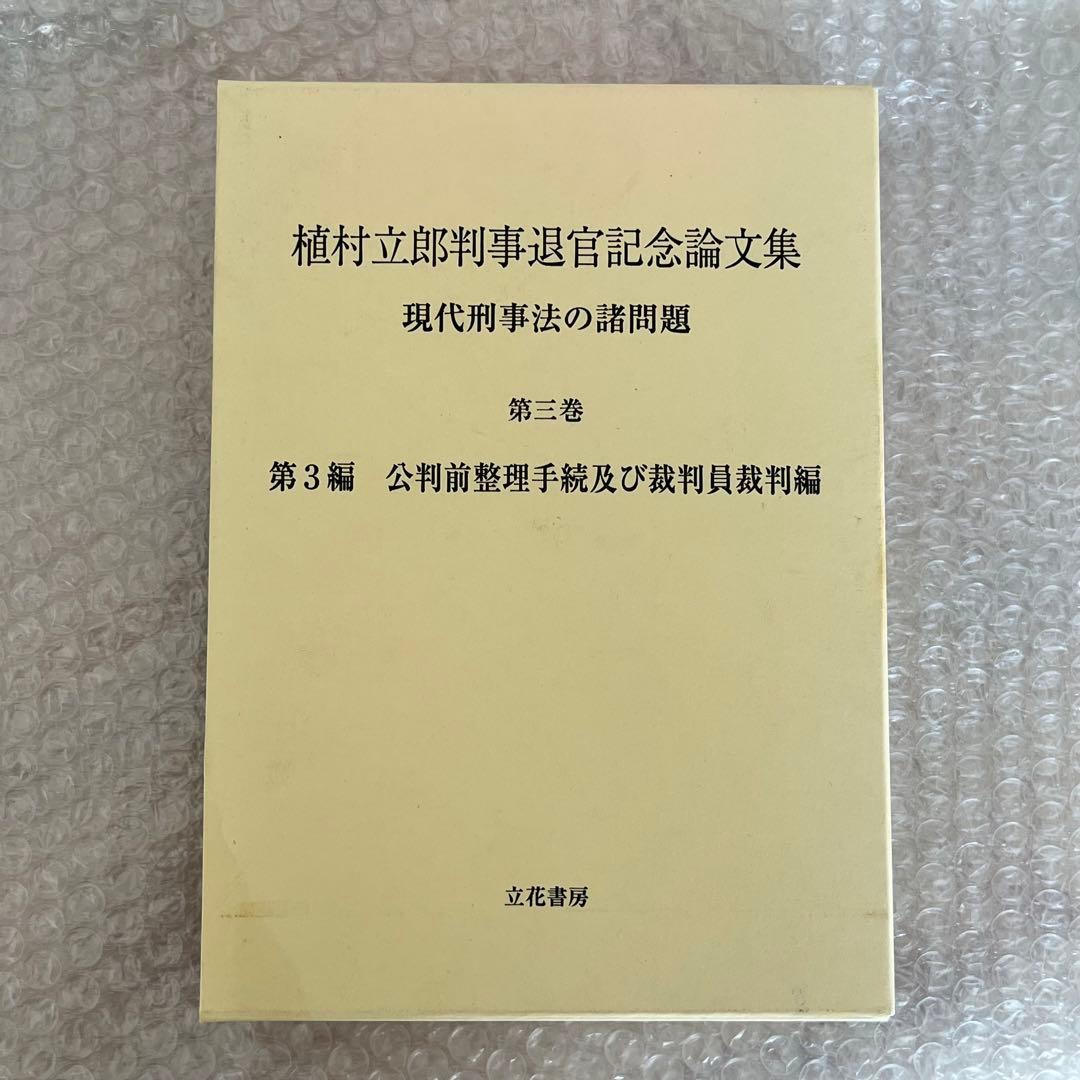 植村立郎判事退官記念論文集
現代刑事法の諸問題
第三巻
第3編　公判前整理手続及び裁判員裁判編
立花書房